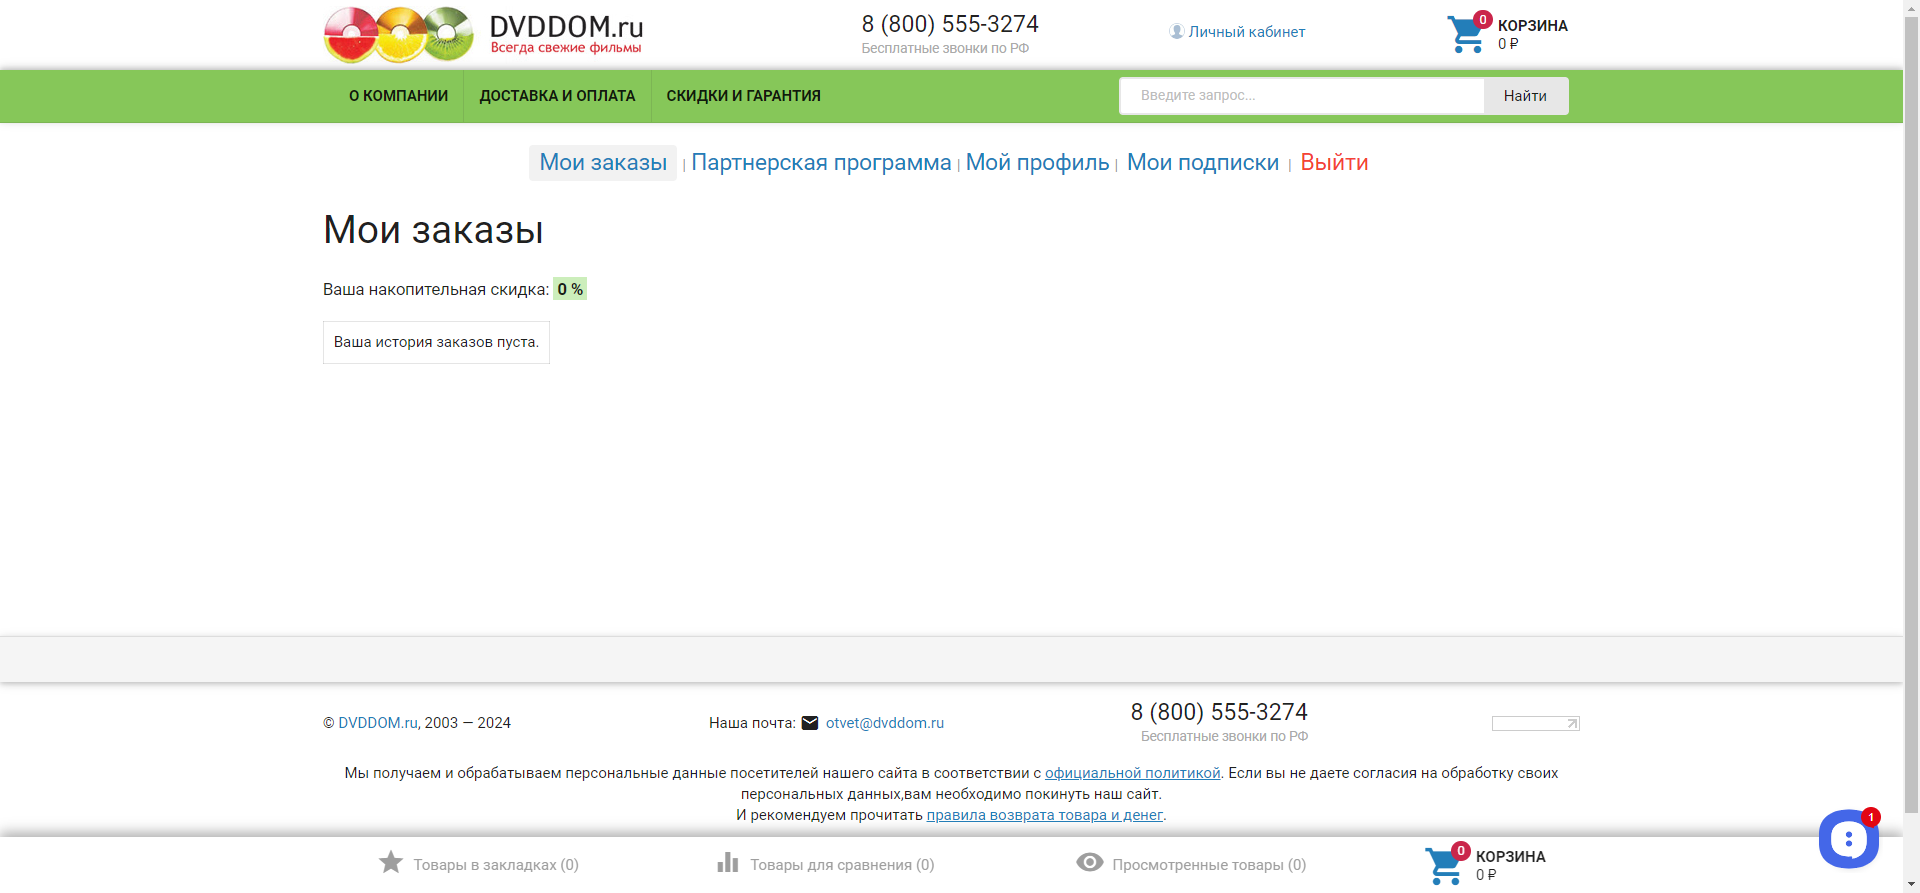 DVDDOM.ru
Всегда свежие фильмы
8 (800) 555-3274
Бесплатные звонки по РФ
Личный кабинет
0
КОРЗИНА
0 ₽
О КОМПАНИИ
ДОСТАВКА И ОПЛАТА
СКИДКИ И ГАРАНТИЯ
Введите запрос...
Найти
Мои заказы | Партнерская программа | Мой профиль | Мои подписки | Выйти
Мои заказы
Ваша накопительная скидка: 0 %
Ваша история заказов пуста.
© DVDDOM.ru, 2003 — 2024
Наша почта: otvet@dvddom.ru
8 (800) 555-3274
Бесплатные звонки по РФ
Мы получаем и обрабатываем персональные данные посетителей нашего сайта в соответствии с официальной политикой. Если вы не даете согласия на обработку своих
персональных данных,вам необходимо покинуть наш сайт.
И рекомендуем прочитать правила возврата товара и денег.
1
Товары в закладках (0)
Товары для сравнения (0)
Просмотренные товары (0)
0
КОРЗИНА
0 ₽